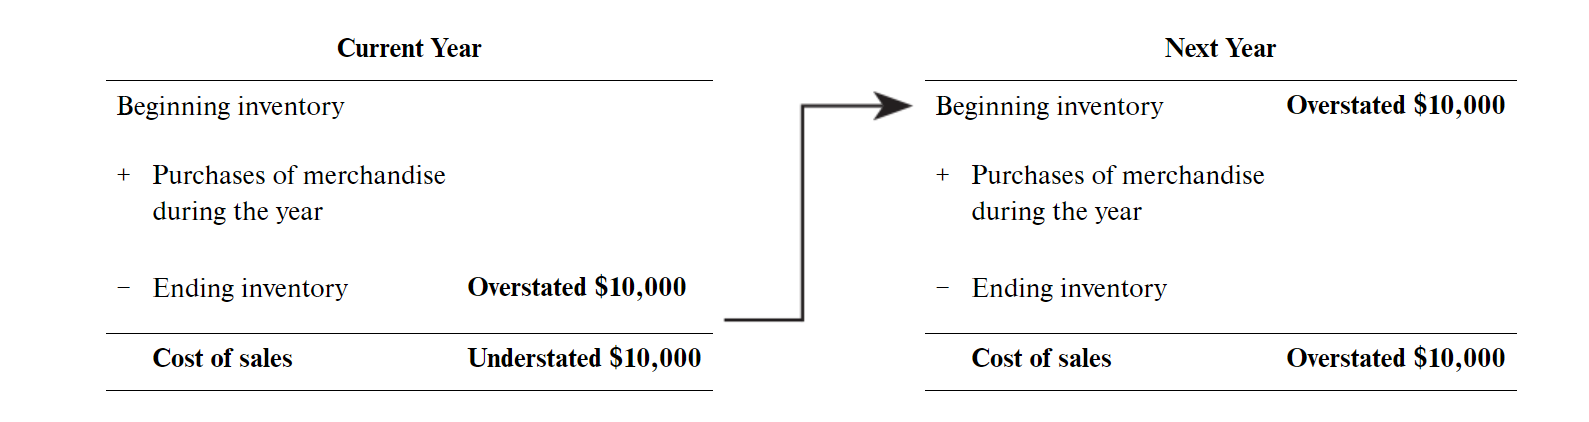 Current Year
Beginning inventory
+ Purchases of merchandise
during the year
− Ending inventory Overstated $10,000
Cost of sales Understated $10,000
Next Year
Beginning inventory Overstated $10,000
+ Purchases of merchandise
during the year
− Ending inventory
Cost of sales Overstated $10,000